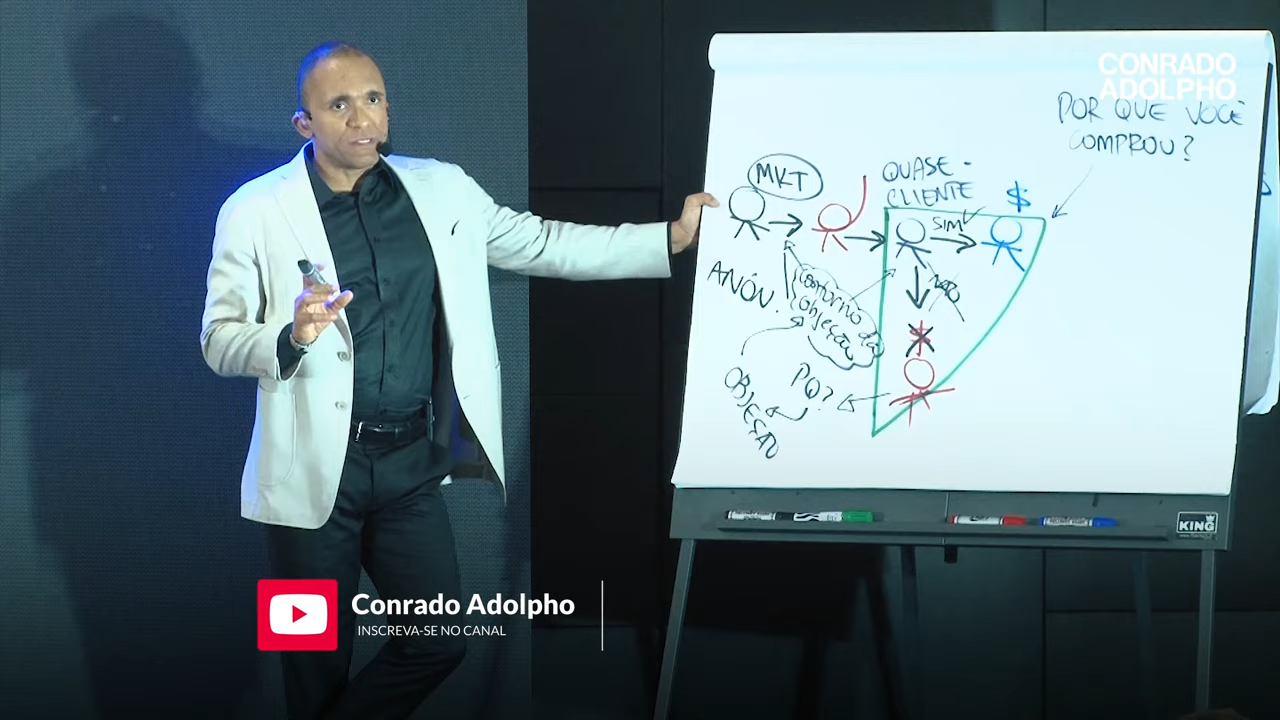 CONRADO
ADOLPHO
POR QUE VOCÊ
COMPROU?
MKT
QUASE-
CLIENTE
$
SIM
ANÔN.
NÃO
contorno da
objeção
PQ?
OBJEÇÃO
KING
Conrado Adolpho
INSCREVA-SE NO CANAL